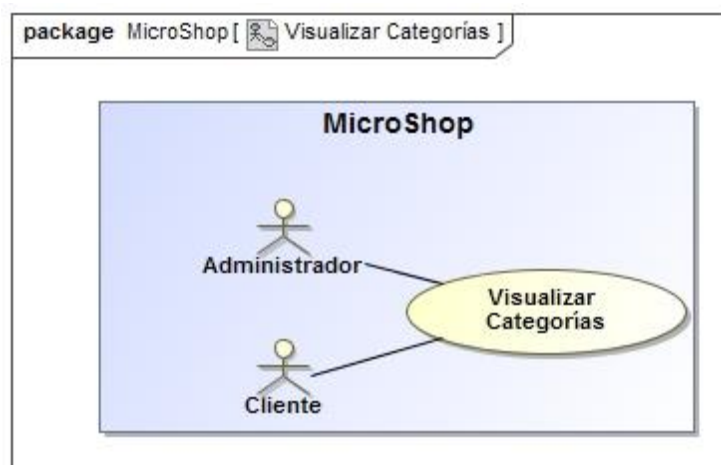 package MicroShop [ Visualizar Categorías ]
MicroShop
Administrador
Visualizar
Categorías
Cliente